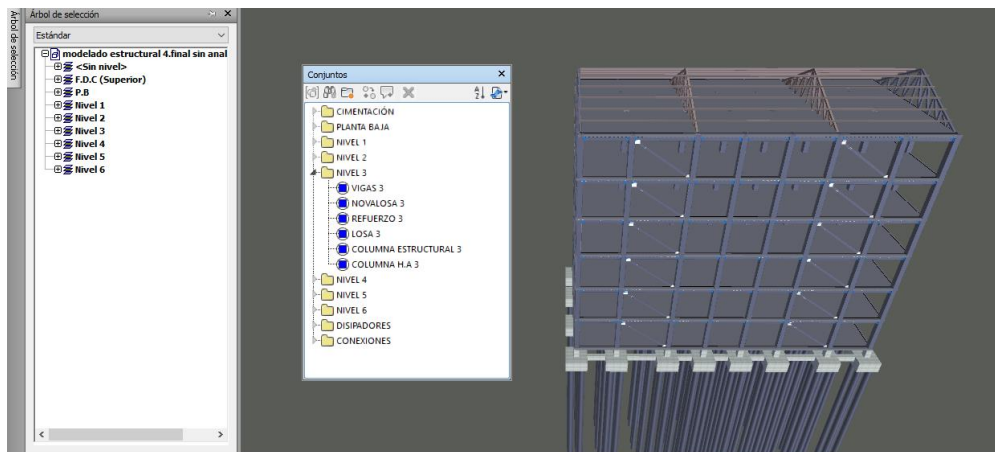 Árbol de selección
Árbol de selección
Estándar
modelado estructural 4.final sin anal
<Sin nivel>
F.D.C (Superior)
P.B
Nivel 1
Nivel 2
Nivel 3
Nivel 4
Nivel 5
Nivel 6
Conjuntos
CIMENTACIÓN
PLANTA BAJA
NIVEL 1
NIVEL 2
NIVEL 3
VIGAS 3
NOVALOSA 3
REFUERZO 3
LOSA 3
COLUMNA ESTRUCTURAL 3
COLUMNA H.A 3
NIVEL 4
NIVEL 5
NIVEL 6
DISIPADORES
CONEXIONES